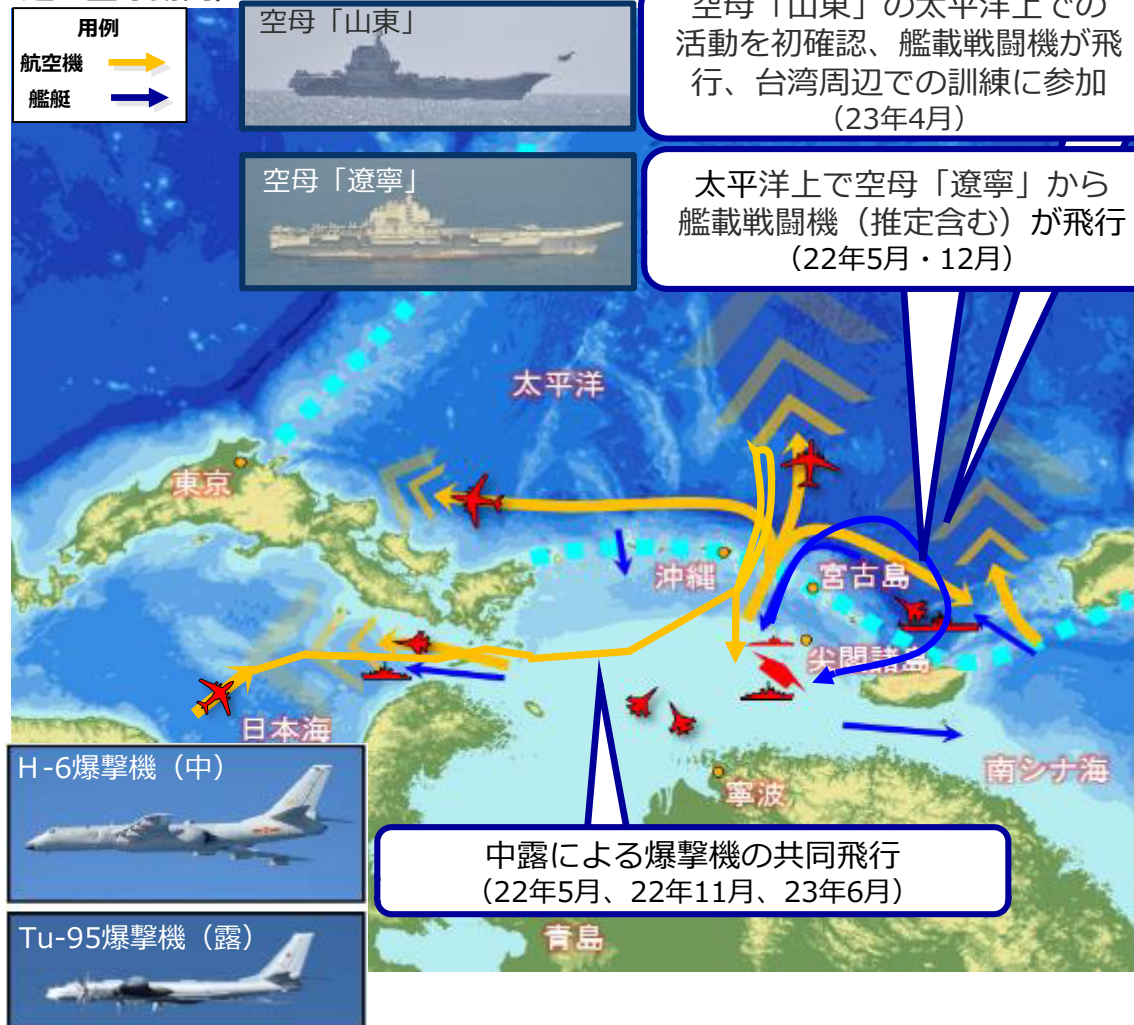 用例
航空機
艦艇
空母「山東」
空母「山東」の太平洋上での
活動を初確認、艦載戦闘機が飛
行、台湾周辺での訓練に参加
(23年4月)
空母「遼寧」
太平洋上で空母「遼寧」から
艦載戦闘機（推定含む）が飛行
(22年5月・12月)
太平洋
東京
沖縄
宮古島
尖閣諸島
日本海
南シナ海
寧波
H-6爆撃機（中）
中露による爆撃機の共同飛行
(22年5月、22年11月、23年6月)
青島
Tu-95爆撃機（露）